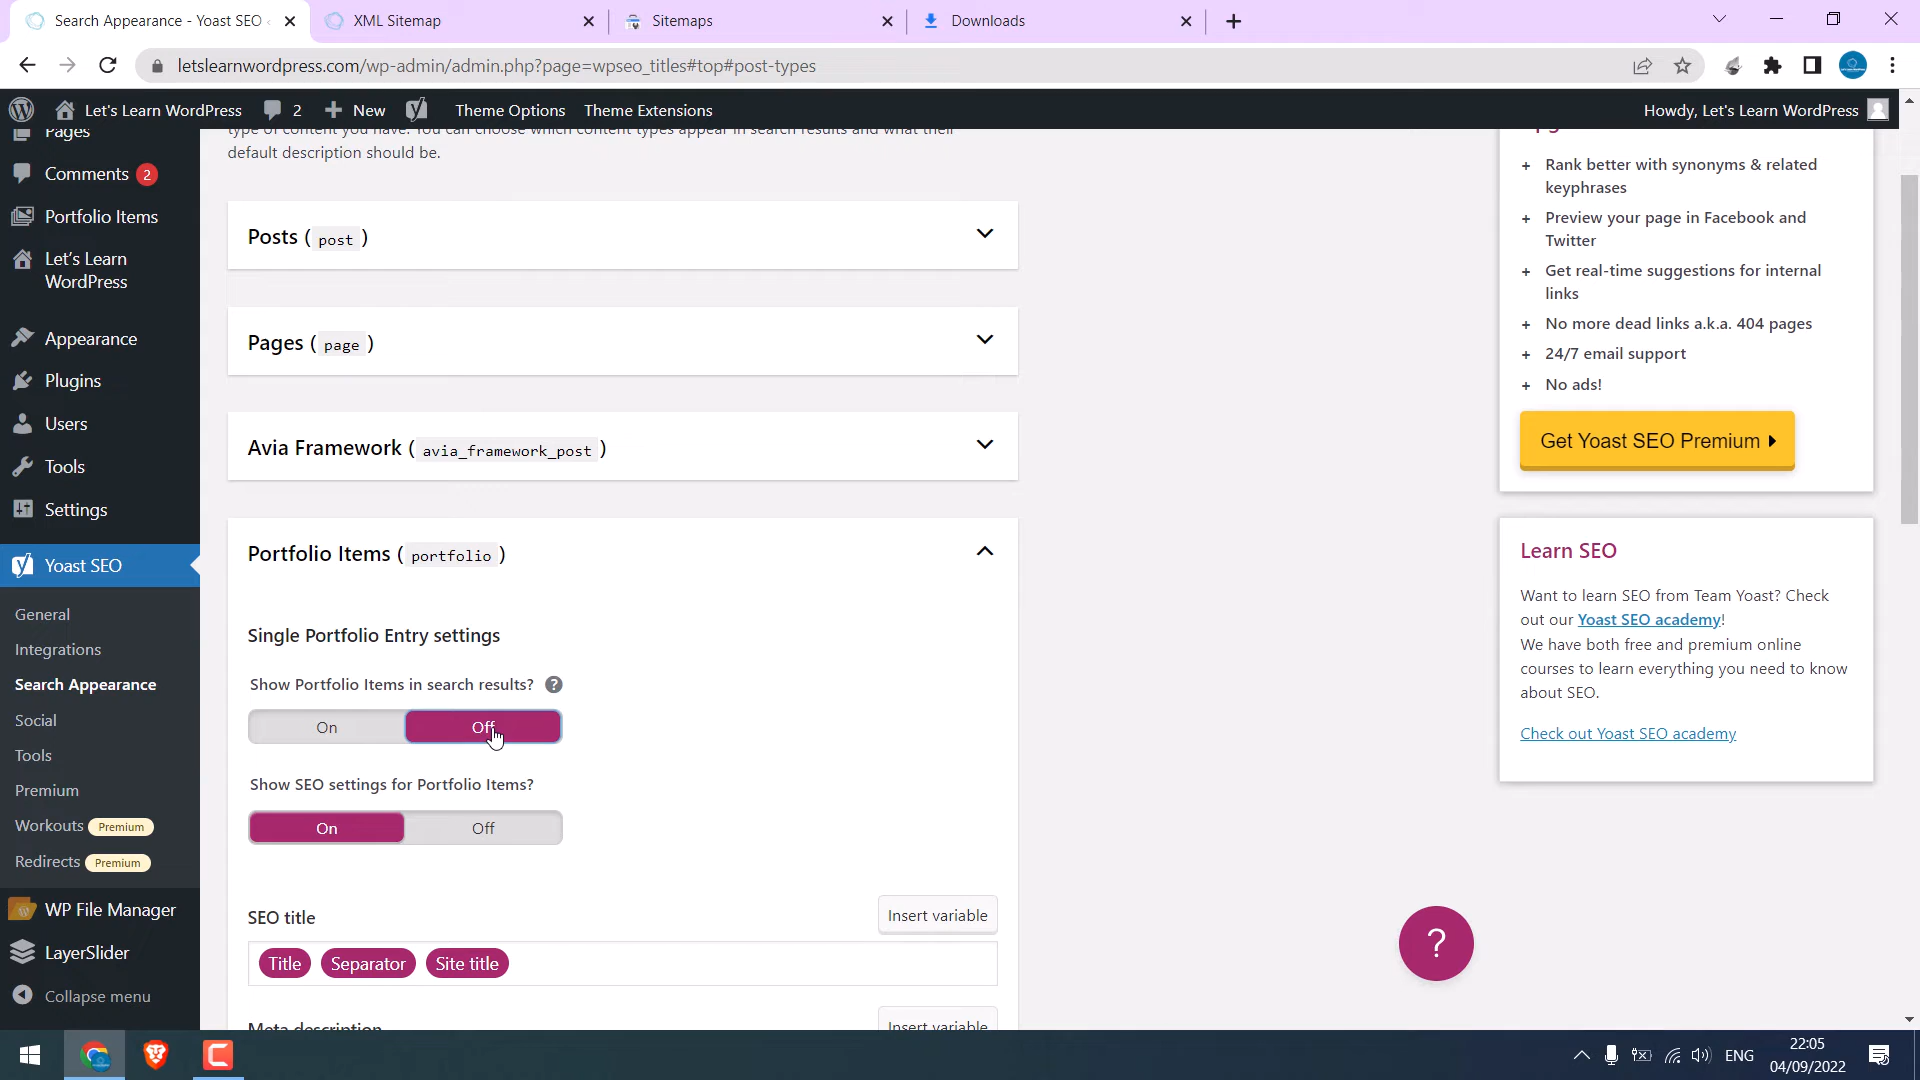 Search Appearance - Yoast SEO
XML Sitemap
Sitemaps
Downloads
letslearnwordpress.com/wp-admin/admin.php?page=wpseo_titles#top#post-types
Let's Learn WordPress
2
New
Theme Options
Theme Extensions
Howdy, Let's Learn WordPress
Pages
Comments 2
Portfolio Items
Let's Learn
WordPress
Appearance
Plugins
Users
Tools
Settings
Yoast SEO
General
Integrations
Search Appearance
Social
Tools
Premium
Workouts Premium
Redirects Premium
WP File Manager
LayerSlider
Collapse menu
type of content you have. You can choose which content types appear in search results and what their
default description should be.
Posts ( post )
Pages ( page )
Avia Framework ( avia_framework_post )
Portfolio Items ( portfolio )
Single Portfolio Entry settings
Show Portfolio Items in search results? ?
On Off
Show SEO settings for Portfolio Items?
On Off
SEO title
Insert variable
Title Separator Site title
Meta description
Insert variable
+ Rank better with synonyms & related
keyphrases
+ Preview your page in Facebook and
Twitter
+ Get real-time suggestions for internal
links
+ No more dead links a.k.a. 404 pages
+ 24/7 email support
+ No ads!
Get Yoast SEO Premium
Learn SEO
Want to learn SEO from Team Yoast? Check
out our Yoast SEO academy!
We have both free and premium online
courses to learn everything you need to know
about SEO.
Check out Yoast SEO academy
?
ENG
22:05
04/09/2022